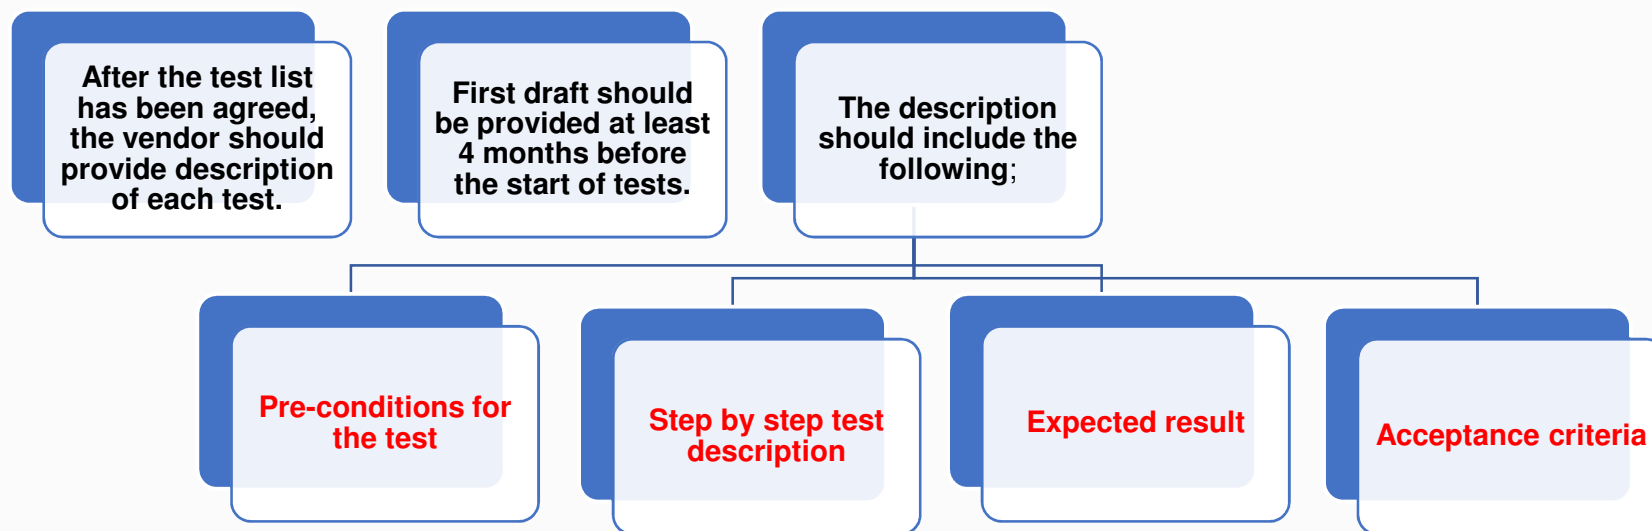 After the test list
has been agreed,
the vendor should
provide description
of each test.
First draft should
be provided at least
4 months before
the start of tests.
The description
should include the
following;
Pre-conditions for
the test
Step by step test
description
Expected result
Acceptance criteria